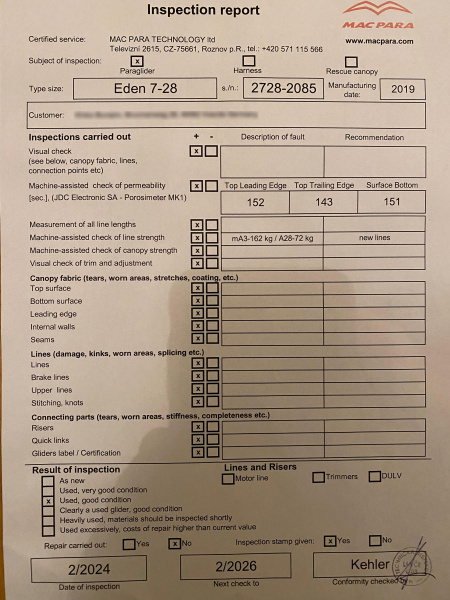 Inspection report
MAC PARA
Certified service: MAC PARA TECHNOLOGY ltd
Televizní 2615, CZ-75661, Roznov p.R., tel.: +420 571 115 566
www.macpara.com
Subject of inspection: x
Paraglider Harness Rescue canopy
Type size: Eden 7-28 s./n.: 2728-2085 Manufacturing date: 2019
Customer:
Inspections carried out + - Description of fault Recommendation
Visual check x
(see below, canopy fabric, lines,
connection points etc)
Machine-assisted check of permeability x Top Leading Edge Top Trailing Edge Surface Bottom
[sec], (JDC Electronic SA - Porosimeter MK1) 152 143 151
Measurement of all line lengths x
Machine-assisted check of line strength x mA3-162 kg / A28-72 kg new lines
Machine-assisted check of canopy strength x
Visual check of trim and adjustment x
Canopy fabric (tears, worn areas, stretches, coating, etc.)
Top surface x
Bottom surface x
Leading edge x
Internal walls x
Seams x
Lines (damage, kinks, worn areas, splicing etc.)
Lines x
Brake lines x
Upper lines x
Stitching, knots x
Connecting parts (tears, worn areas, stiffness, completeness etc.)
Risers x
Quick links x
Gliders label / Certification x
Result of inspection Lines and Risers
As new Motor line Trimmers DULV
Used, very good condition
x Used, good condition
Clearly a used glider, good condition
Heavily used, materials should be inspected shortly
Used excessively, costs of repair higher than current value
Repair carried out: Yes x No Inspection stamp given: x Yes No
2/2024 2/2026 Kehler
Date of inspection Next check to Conformity checked by